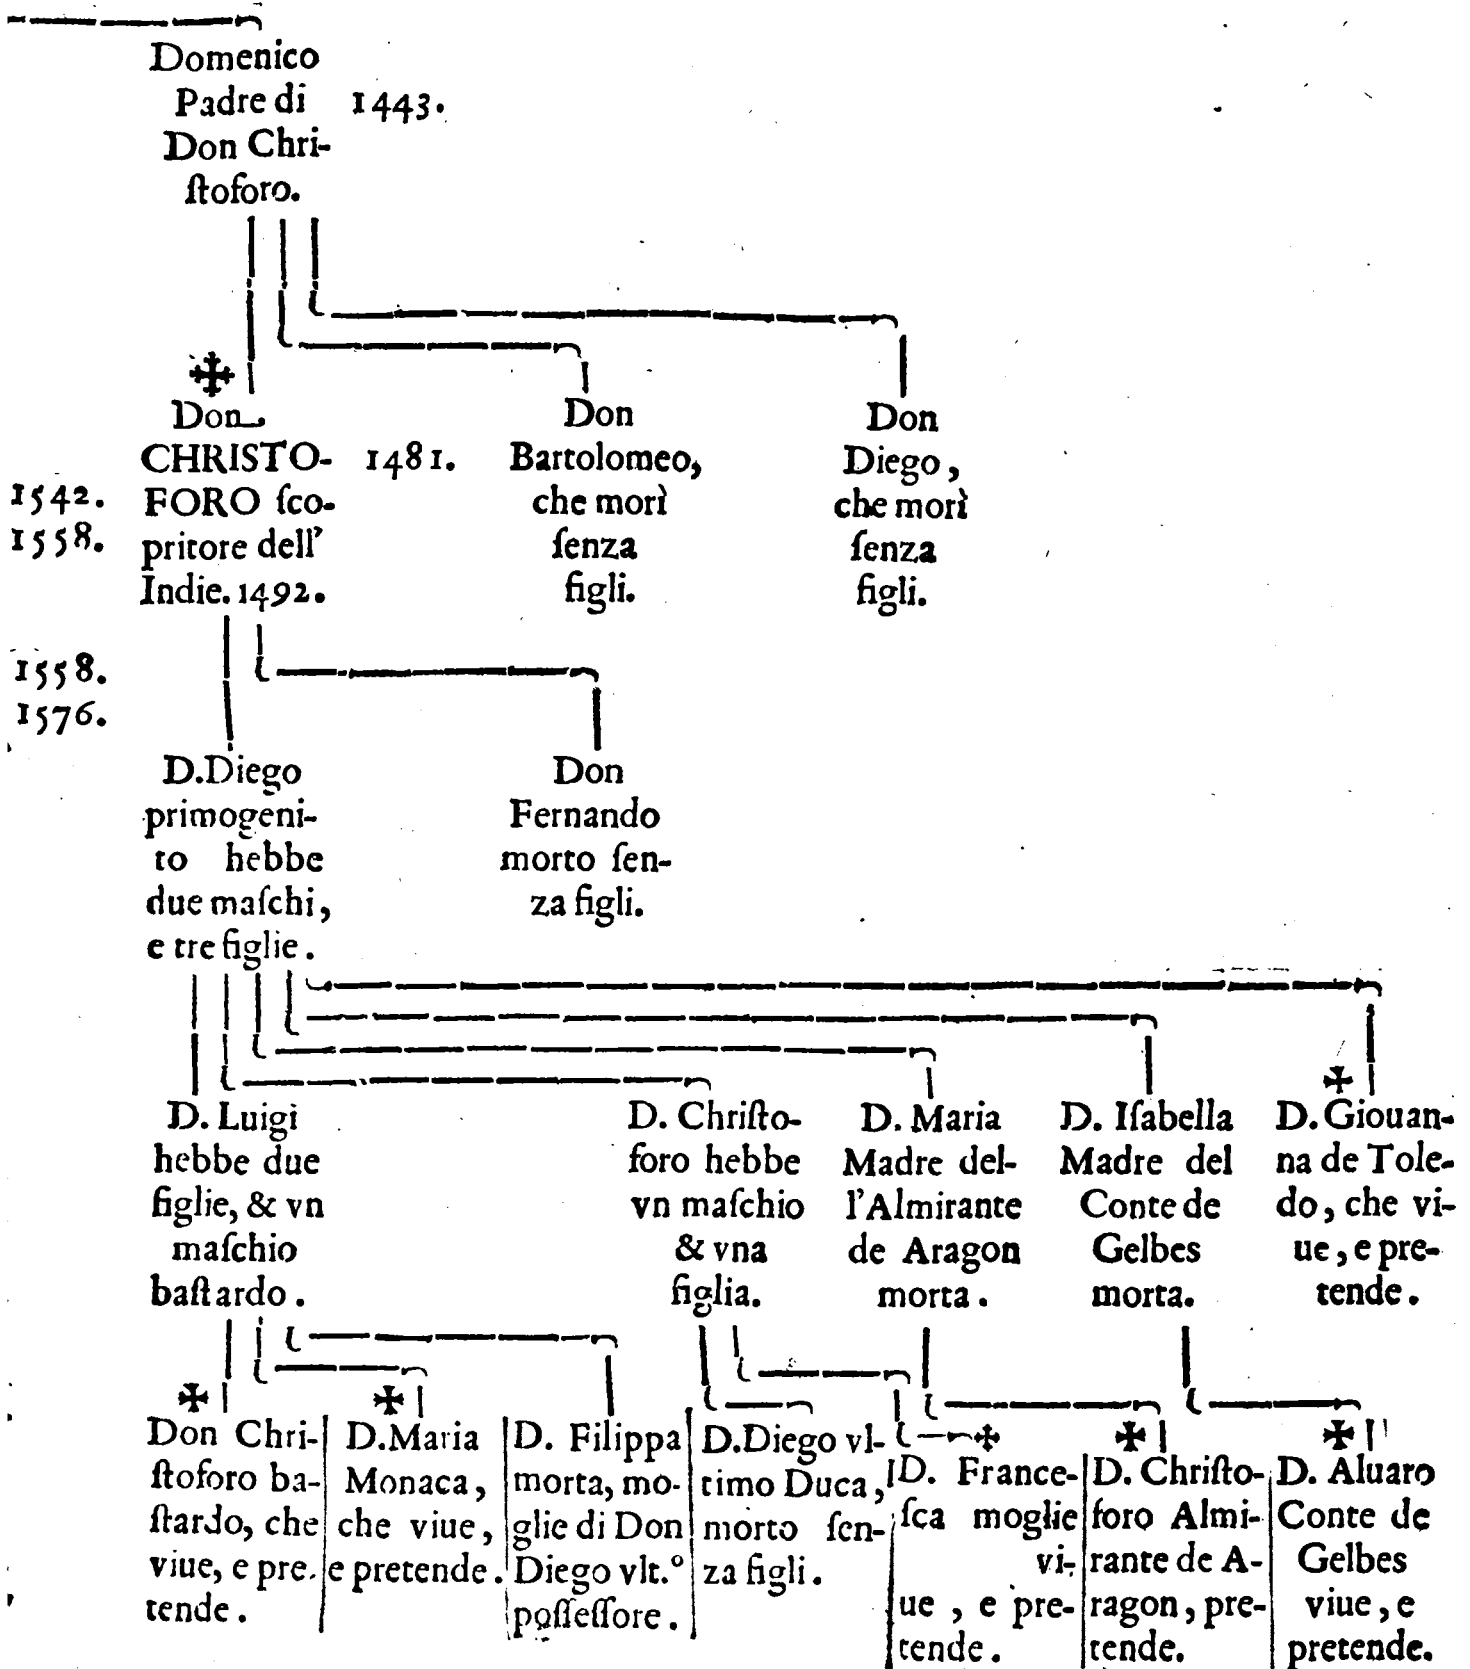 Domenico
Padre di 1443.
Don Chri-
ſtoforo.
Don
CHRISTO- 1481.
FORO ſco-
pritore dell'
Indie. 1492.
Don
Bartolomeo,
che morì
ſenza
figli.
Don
Diego,
che morì
ſenza
figli.
1542.
1558.
1558.
1576.
D.Diego
primogeni-
to hebbe
due maſchi,
e tre figlie.
Don
Fernando
morto ſen-
za figli.
D. Luigi
hebbe due
figlie, & vn
maſchio
baſtardo.
D. Chriſto-
foro hebbe
vn maſchio
& vna
figlia.
D. Maria
Madre del-
l'Almirante
de Aragon
morta.
D. Iſabella
Madre del
Conte de
Gelbes
morta.
D. Giouan-
na de Tole-
do, che vi-
ue, e pre-
tende.
Don Chri-
ſtoforo ba-
ſtardo, che
viue, e pre-
tende.
D.Maria
Monaca,
che viue,
e pretende.
D. Filippa
morta, mo-
glie di Don
Diego vlt.º
poſſeſſore.
D.Diego vl-
timo Duca,
morto ſen-
za figli.
D. France-
ſca moglie
vi-
ue, e pre-
tende.
D. Chriſto-
foro Almi-
rante de A-
ragon, pre-
tende.
D. Aluaro
Conte de
Gelbes
viue, e
pretende.